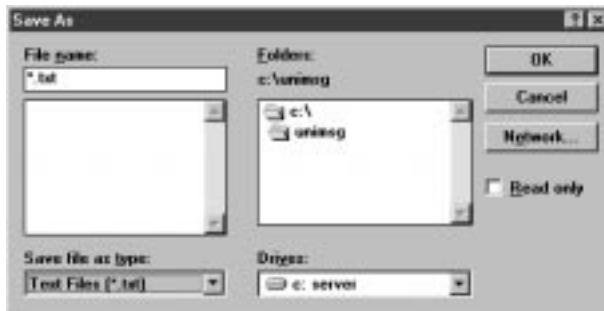 Save As
File name:
*.txt
Folders:
c:\unimsg
c:\
unimsg
OK
Cancel
Network...
Read only
Save file as type:
Text Files (*.txt)
Drives:
c: server